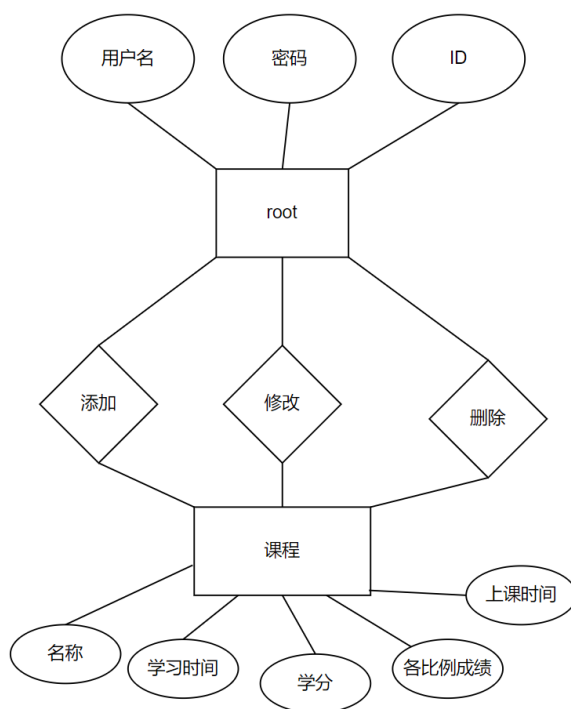 用户名
密码
ID
root
添加
修改
删除
课程
上课时间
名称
学习时间
学分
各比例成绩